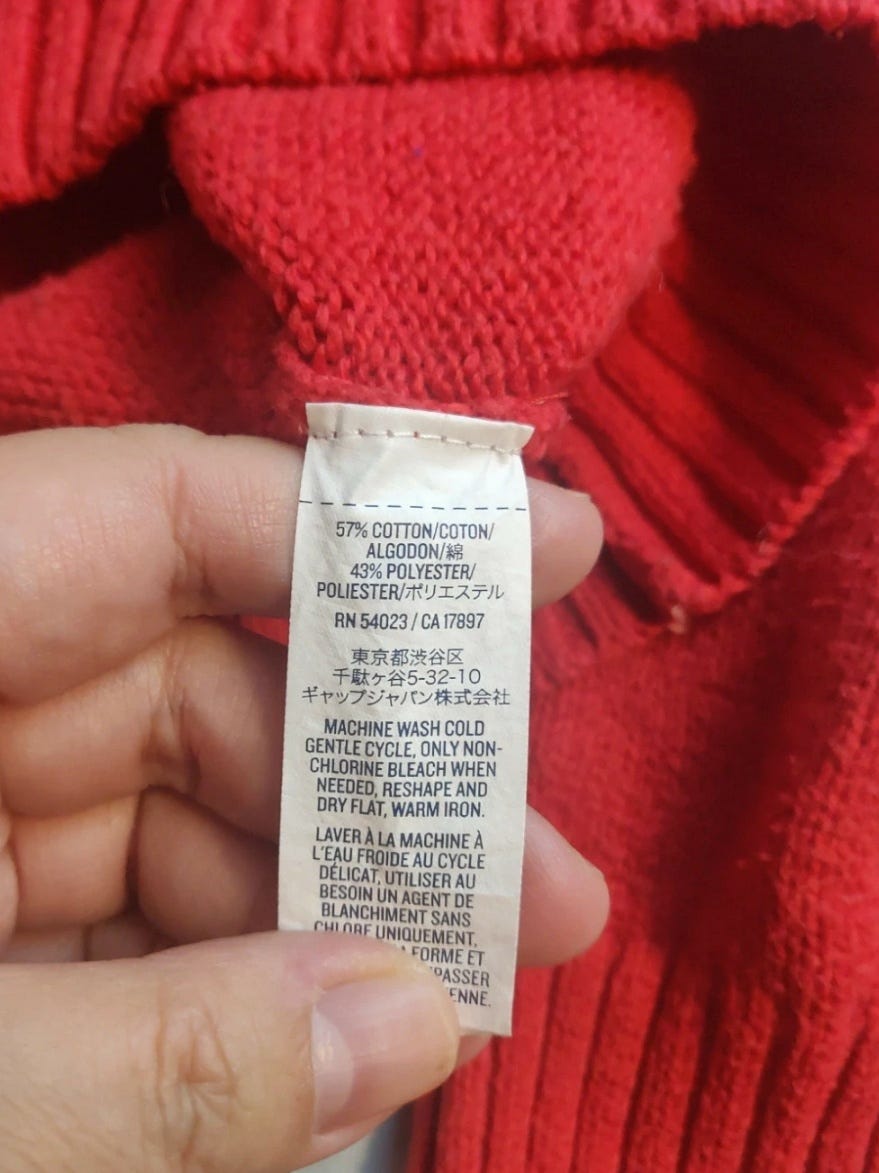 57% COTTON/COTON/
ALGODON/綿
43% POLYESTER/
POLIESTER/ポリエステル
RN 54023 / CA 17897
東京都渋谷区
千駄ヶ谷5-32-10
ギャップジャパン株式会社
MACHINE WASH COLD
GENTLE CYCLE, ONLY NON-
CHLORINE BLEACH WHEN
NEEDED, RESHAPE AND
DRY FLAT, WARM IRON.
LAVER À LA MACHINE À
L'EAU FROIDE AU CYCLE
DÉLICAT, UTILISER AU
BESOIN UN AGENT DE
BLANCHIMENT SANS
CHLORE UNIQUEMENT,
FORME ET